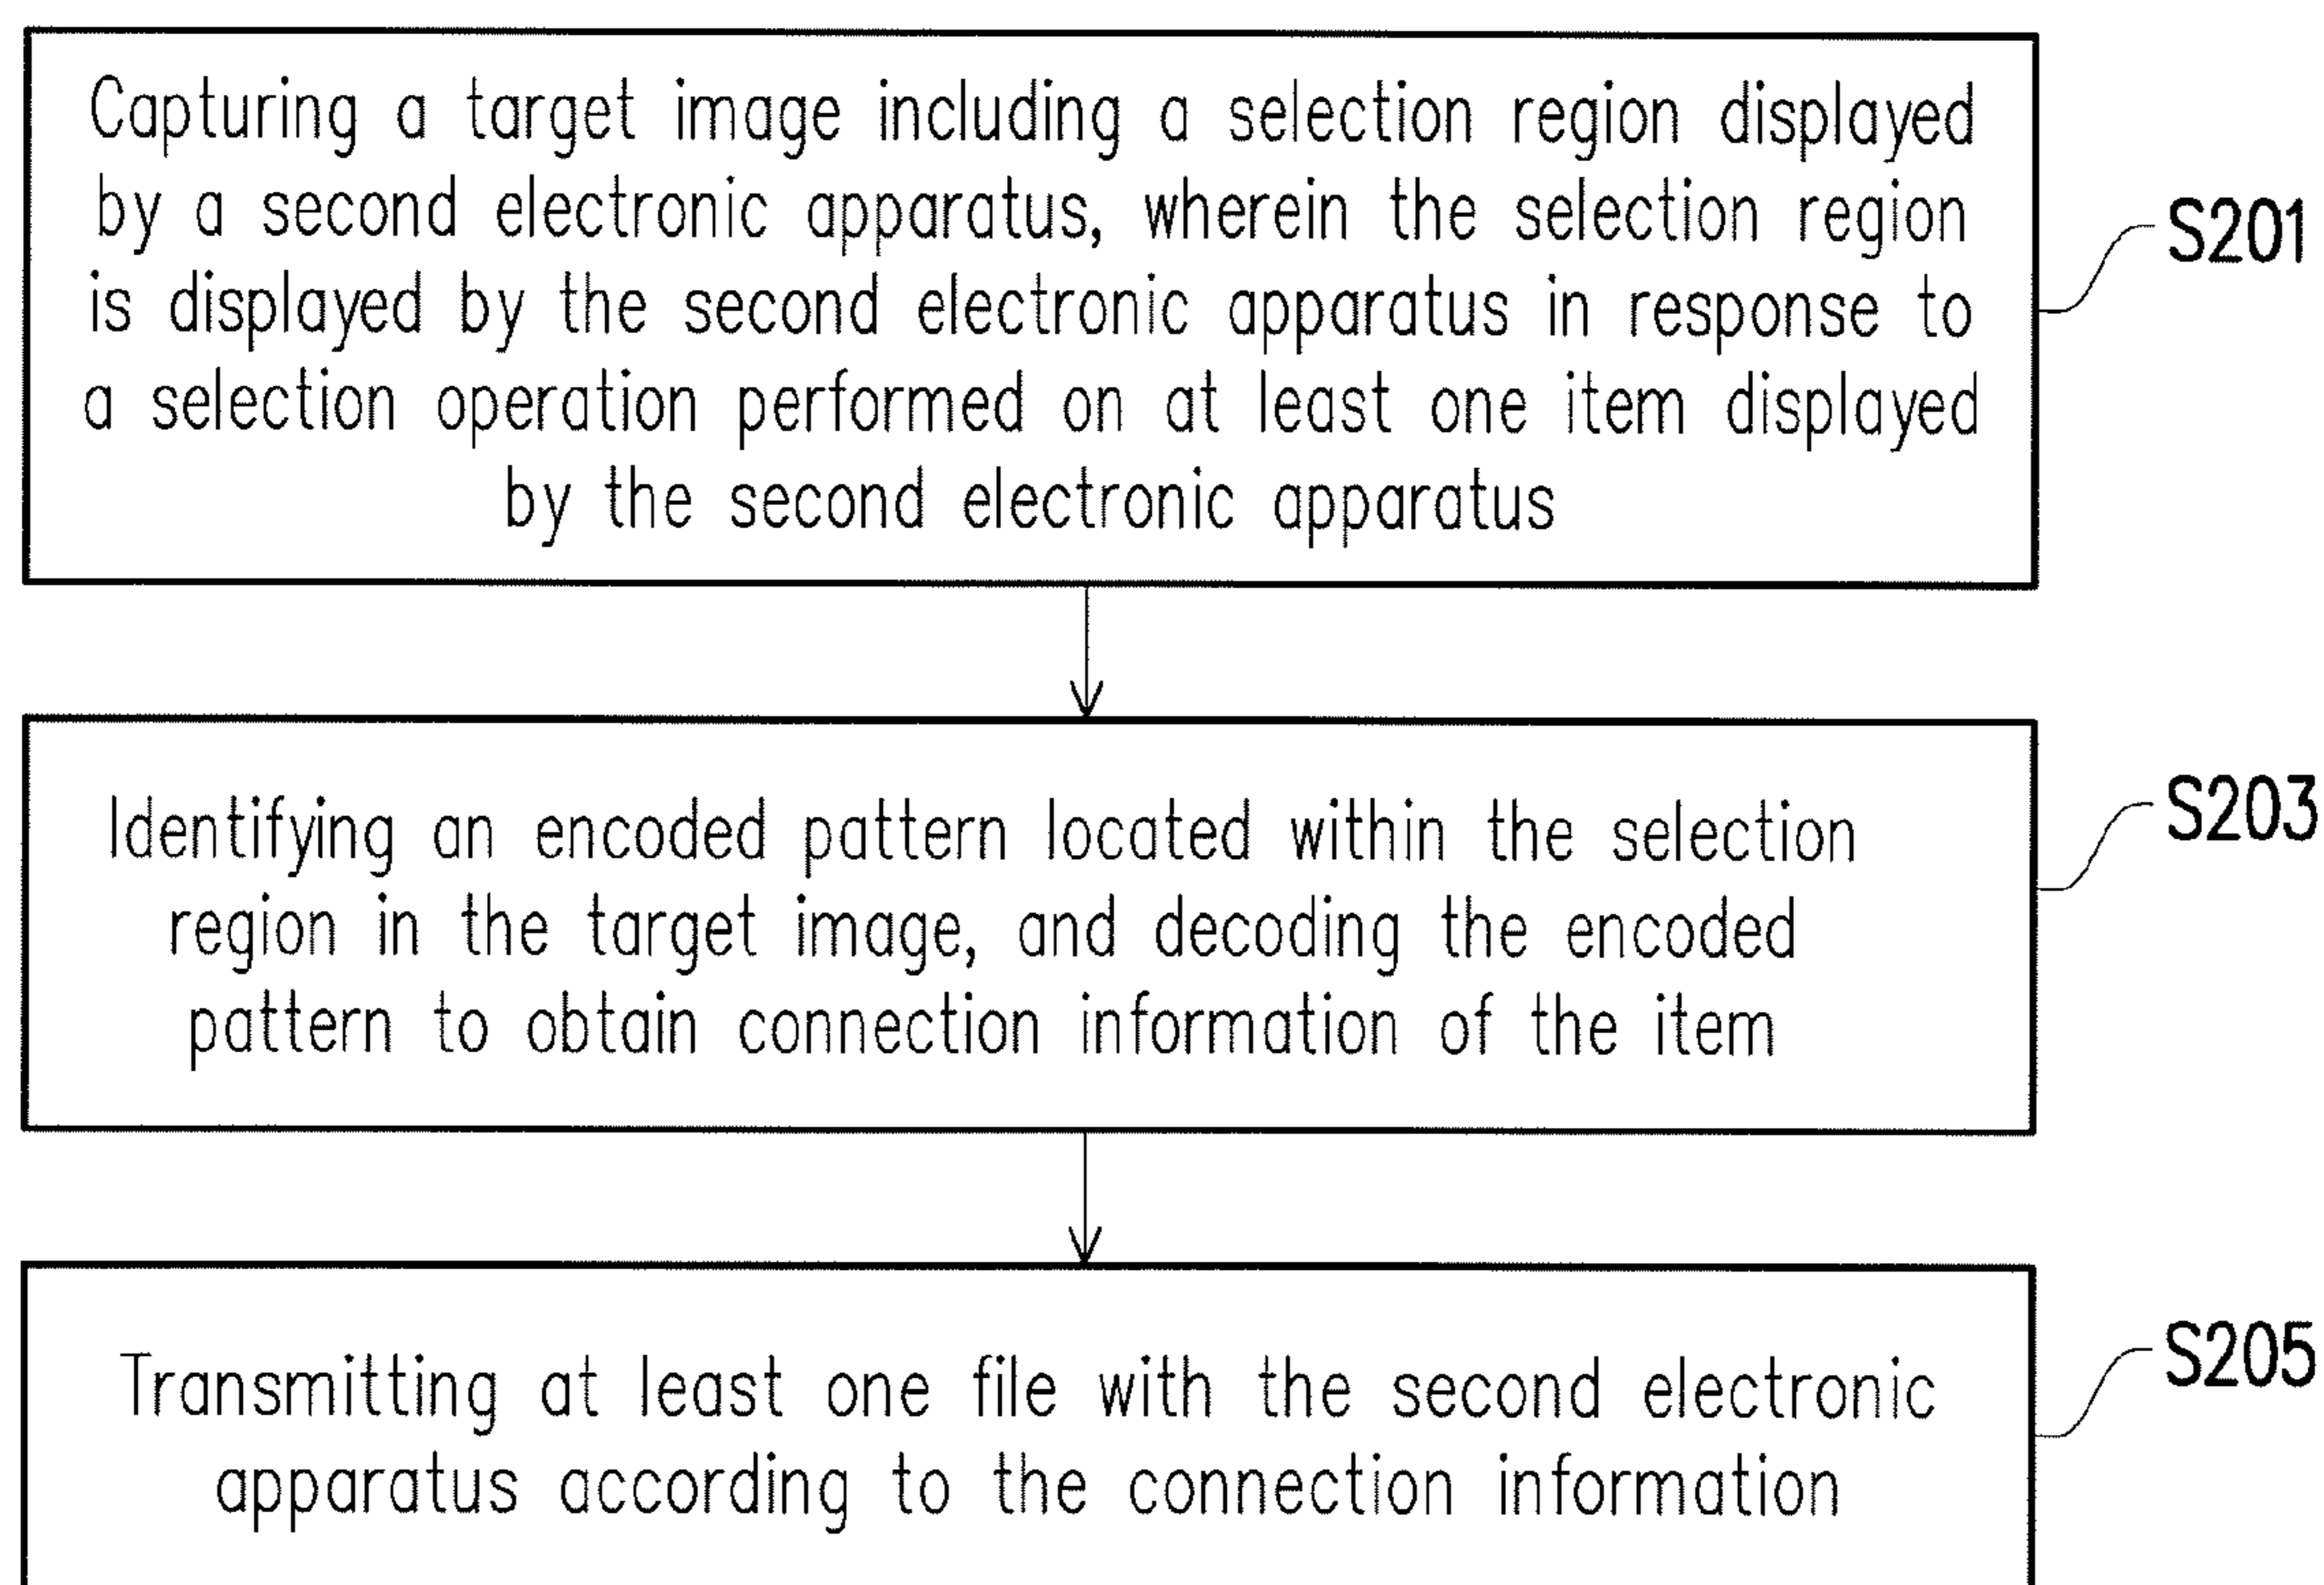 Capturing a target image including a selection region displayed
by a second electronic apparatus, wherein the selection region
is displayed by the second electronic apparatus in response to
a selection operation performed on at least one item displayed
by the second electronic apparatus
S201
Identifying an encoded pattern located within the selection
region in the target image, and decoding the encoded
pattern to obtain connection information of the item
S203
Transmitting at least one file with the second electronic
apparatus according to the connection information
S205